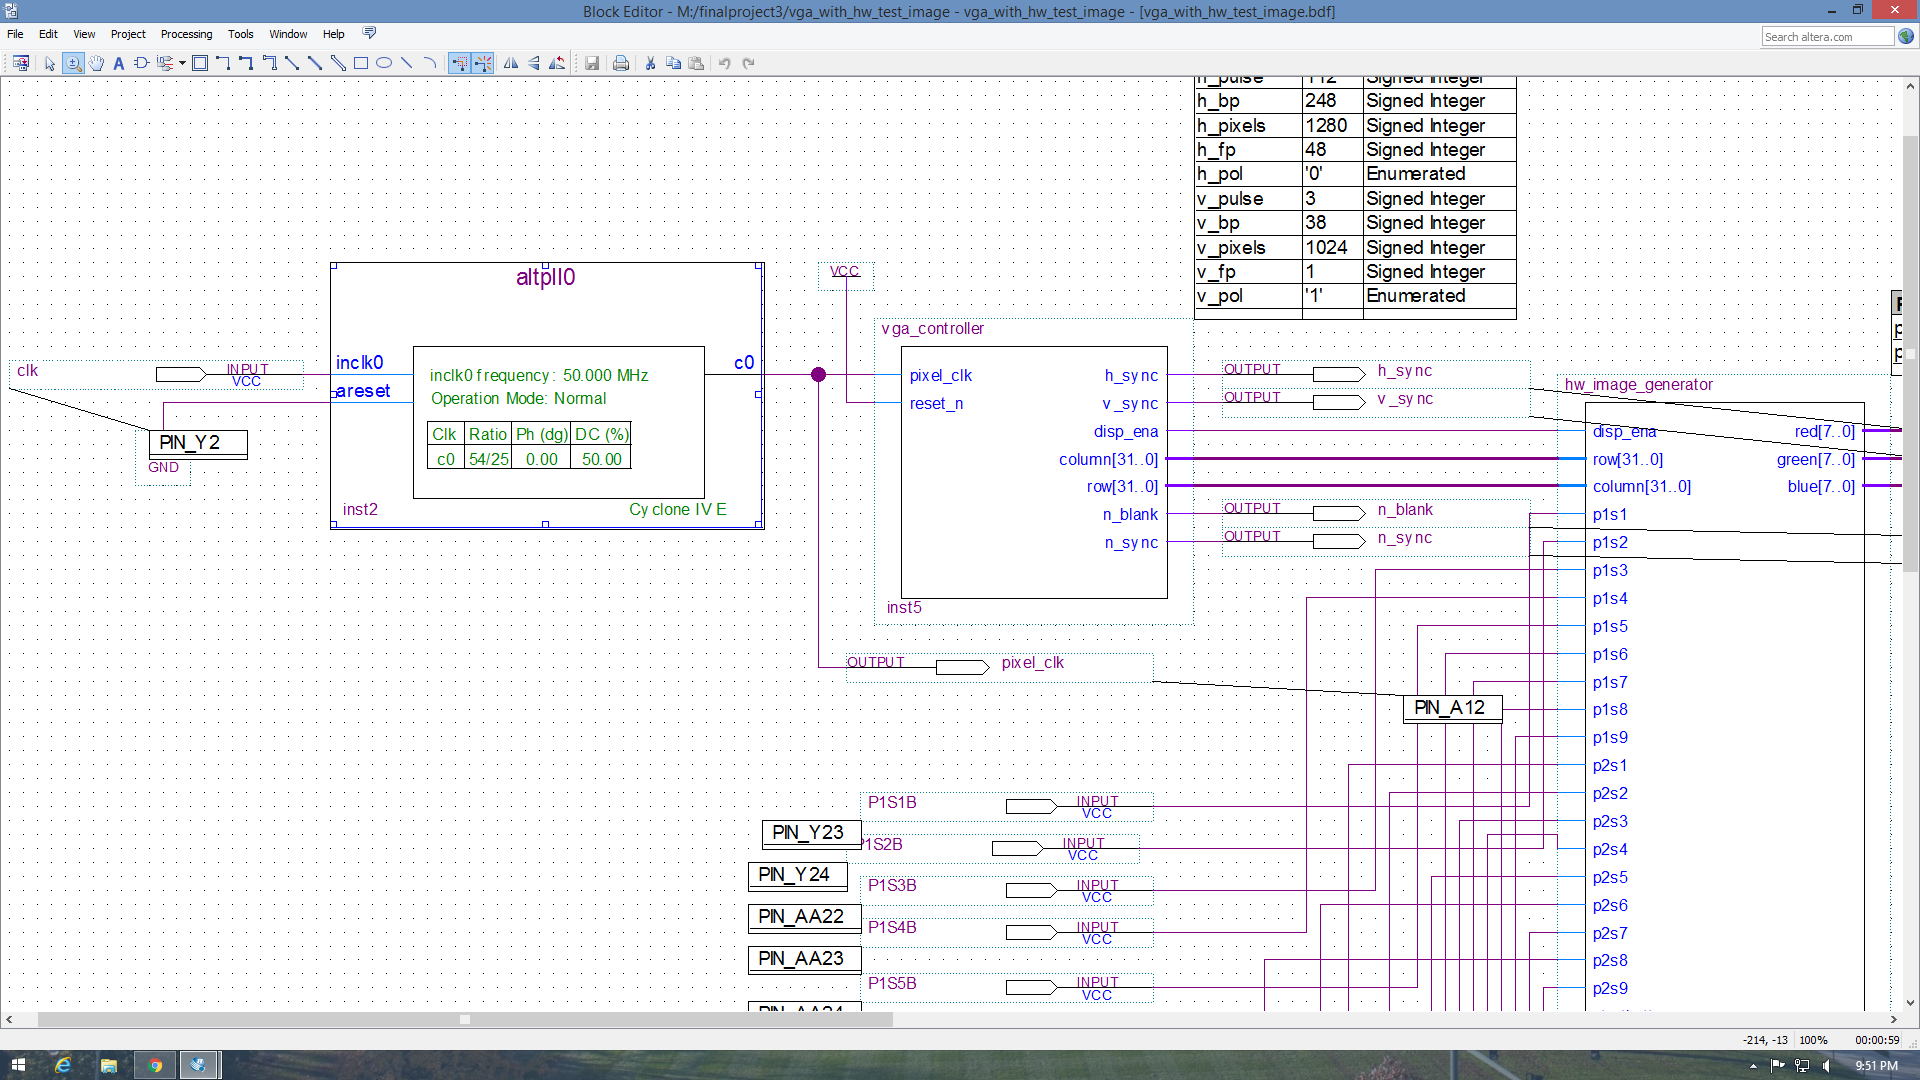 Block Editor - M:/finalproject3/vga_with_hw_test_image - vga_with_hw_test_image - [vga_with_hw_test_image.bdf]
File Edit View Project Processing Tools Window Help
Search altera.com
h_pulse 112 Signed Integer
h_bp 248 Signed Integer
h_pixels 1280 Signed Integer
h_fp 48 Signed Integer
h_pol '0' Enumerated
v_pulse 3 Signed Integer
v_bp 38 Signed Integer
v_pixels 1024 Signed Integer
v_fp 1 Signed Integer
v_pol '1' Enumerated
clk
INPUT
VCC
PIN_Y2
GND
altpll0
inclk0
areset
c0
inclk0 frequency: 50.000 MHz
Operation Mode: Normal
Clk Ratio Ph (dg) DC (%)
c0 54/25 0.00 50.00
inst2
Cyclone IV E
VCC
vga_controller
pixel_clk h_sync
reset_n v_sync
disp_ena
column[31..0]
row[31..0]
n_blank
n_sync
inst5
OUTPUT h_sync
OUTPUT v_sync
OUTPUT n_blank
OUTPUT n_sync
OUTPUT pixel_clk
PIN_A12
hw_image_generator
disp_ena red[7..0]
row[31..0] green[7..0]
column[31..0] blue[7..0]
p1s1
p1s2
p1s3
p1s4
p1s5
p1s6
p1s7
p1s8
p1s9
p2s1
p2s2
p2s3
p2s4
p2s5
p2s6
p2s7
p2s8
p2s9
P1S1B
INPUT
VCC
PIN_Y23
P1S2B
INPUT
VCC
PIN_Y24
P1S3B
INPUT
VCC
PIN_AA22
P1S4B
INPUT
VCC
PIN_AA23
P1S5B
INPUT
VCC
PIN_AA24
-214, -13 100% 00:00:59
9:51 PM